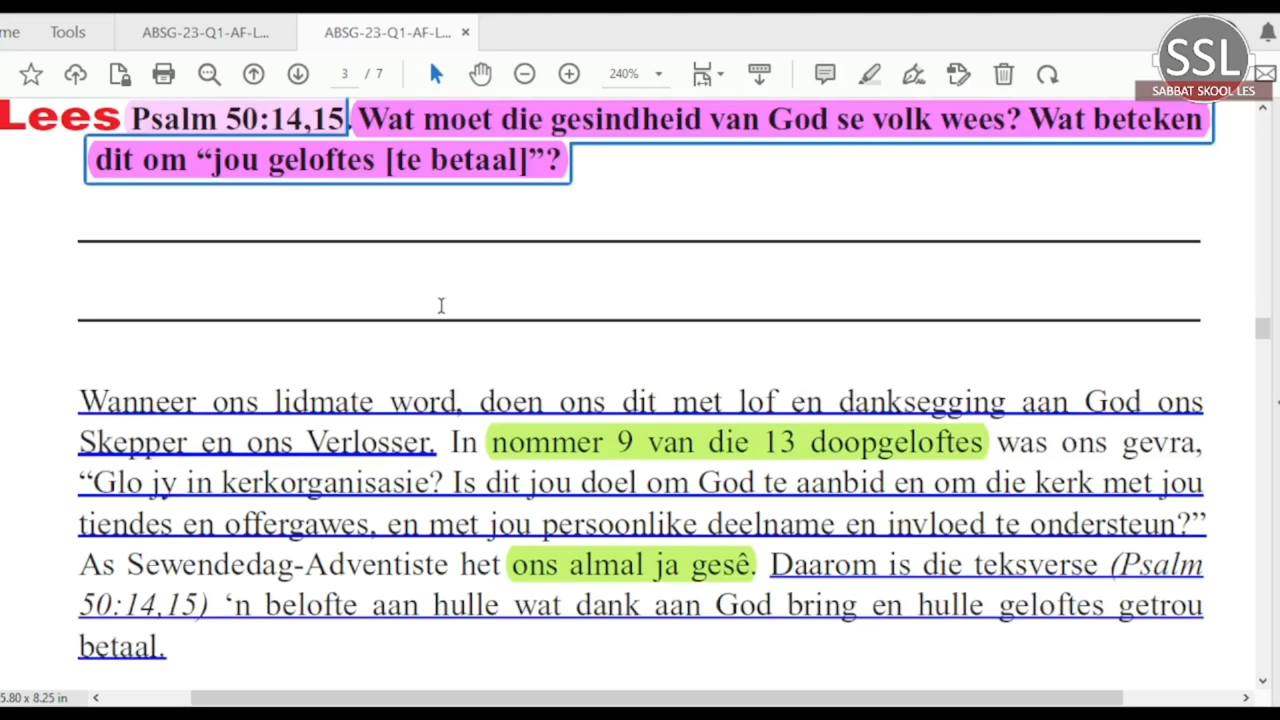 me Tools ABSG-23-Q1-AF-L... ABSG-23-Q1-AF-L... ×
SSL
SABBAT SKOOL LES
3 / 7 240%
Lees Psalm 50:14,15. Wat moet die gesindheid van God se volk wees? Wat beteken
dit om “jou geloftes [te betaal]”?
Wanneer ons lidmate word, doen ons dit met lof en danksegging aan God ons
Skepper en ons Verlosser. In nommer 9 van die 13 doopgeloftes was ons gevra,
“Glo jy in kerkorganisasie? Is dit jou doel om God te aanbid en om die kerk met jou
tiendes en offergawes, en met jou persoonlike deelname en invloed te ondersteun?”
As Sewendedag-Adventiste het ons almal ja gesê. Daarom is die teksverse (Psalm
50:14,15) ‘n belofte aan hulle wat dank aan God bring en hulle geloftes getrou
betaal.
5.80 x 8.25 in